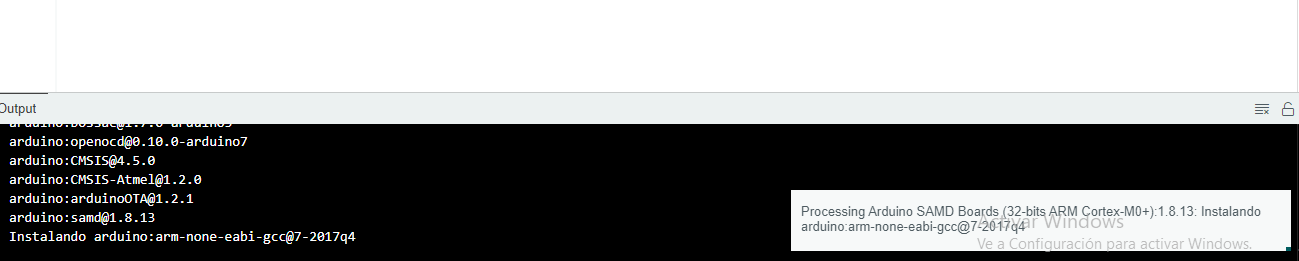 Output
arduino:openocd@0.10.0-arduino7
arduino:CMSIS@4.5.0
arduino:CMSIS-Atmel@1.2.0
arduino:arduinoOTA@1.2.1
arduino:samd@1.8.13
Instalando arduino:arm-none-eabi-gcc@7-2017q4
Processing Arduino SAMD Boards (32-bits ARM Cortex-M0+):1.8.13: Instalando
arduino:arm-none-eabi-gcc@7-2017q4
Activar Windows
Ve a Configuración para activar Windows.